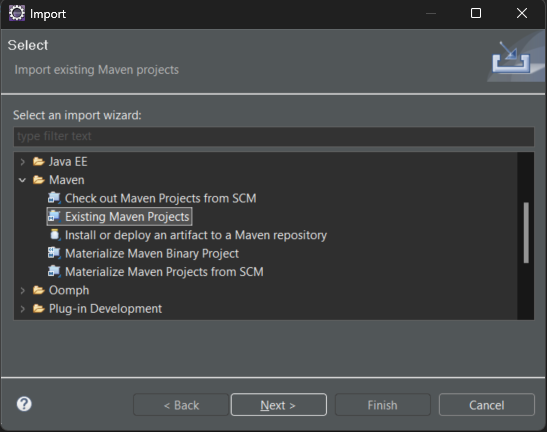 Import
Select
Import existing Maven projects
Select an import wizard:
type filter text
Java EE
Maven
Check out Maven Projects from SCM
Existing Maven Projects
Install or deploy an artifact to a Maven repository
Materialize Maven Binary Project
Materialize Maven Projects from SCM
Oomph
Plug-in Development
?
< Back
Next >
Finish
Cancel